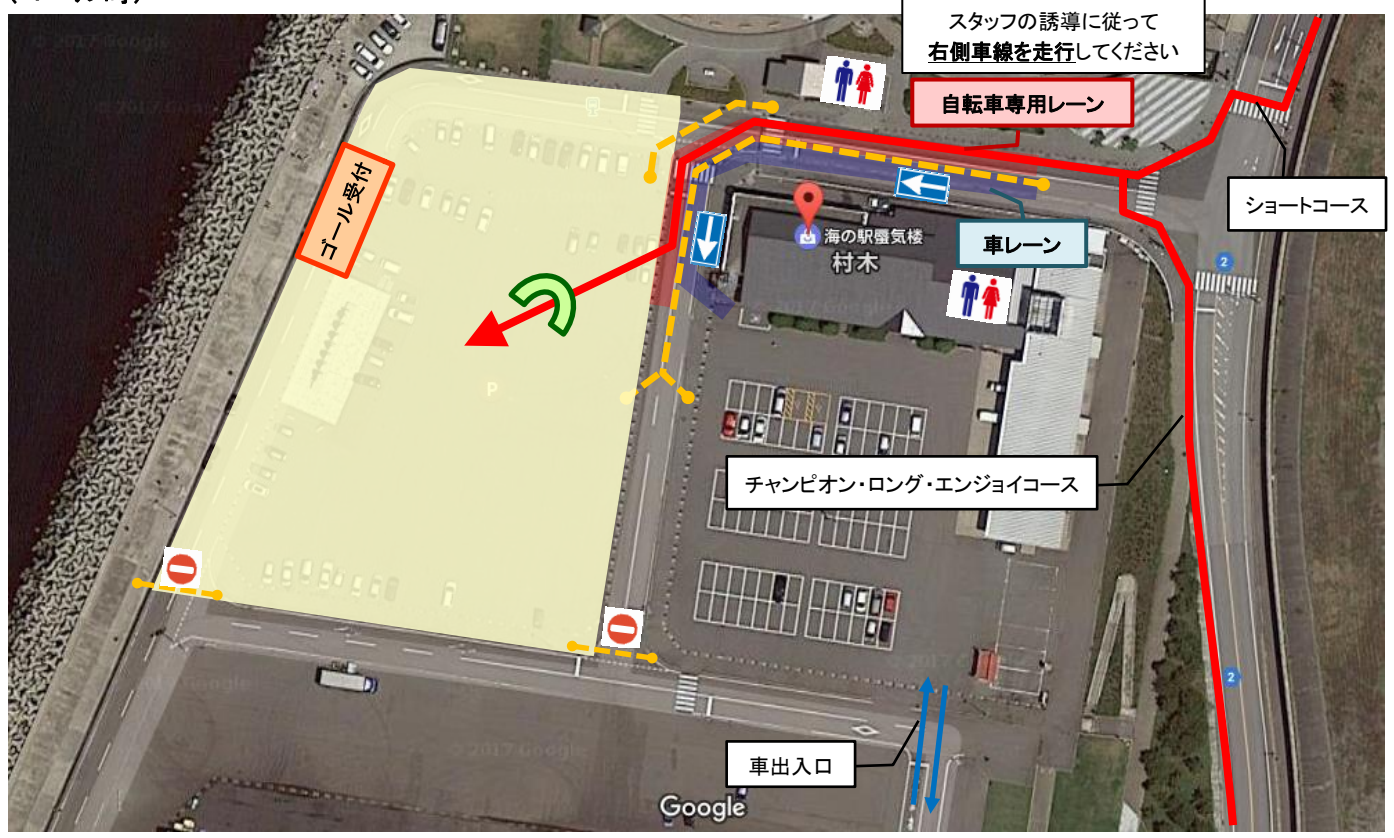 © 2017 Google
スタッフの誘導に従って
右側車線を走行してください
自転車専用レーン
ゴール受付
ショートコース
海の駅蜃気楼
村木
車レーン
2
P
チャンピオン・ロング・エンジョイコース
2
© 2017 Google
車出入口
Google